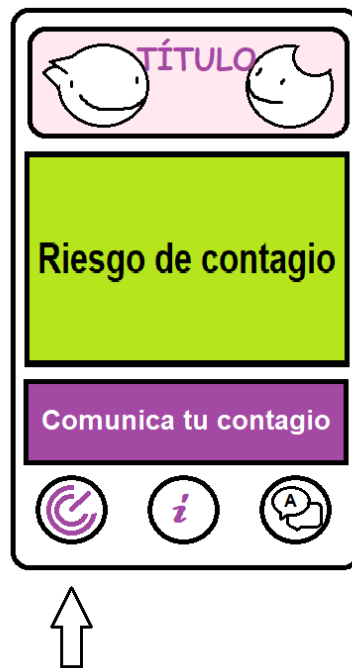 TÍTULO
Riesgo de contagio
Comunica tu contagio
i
A